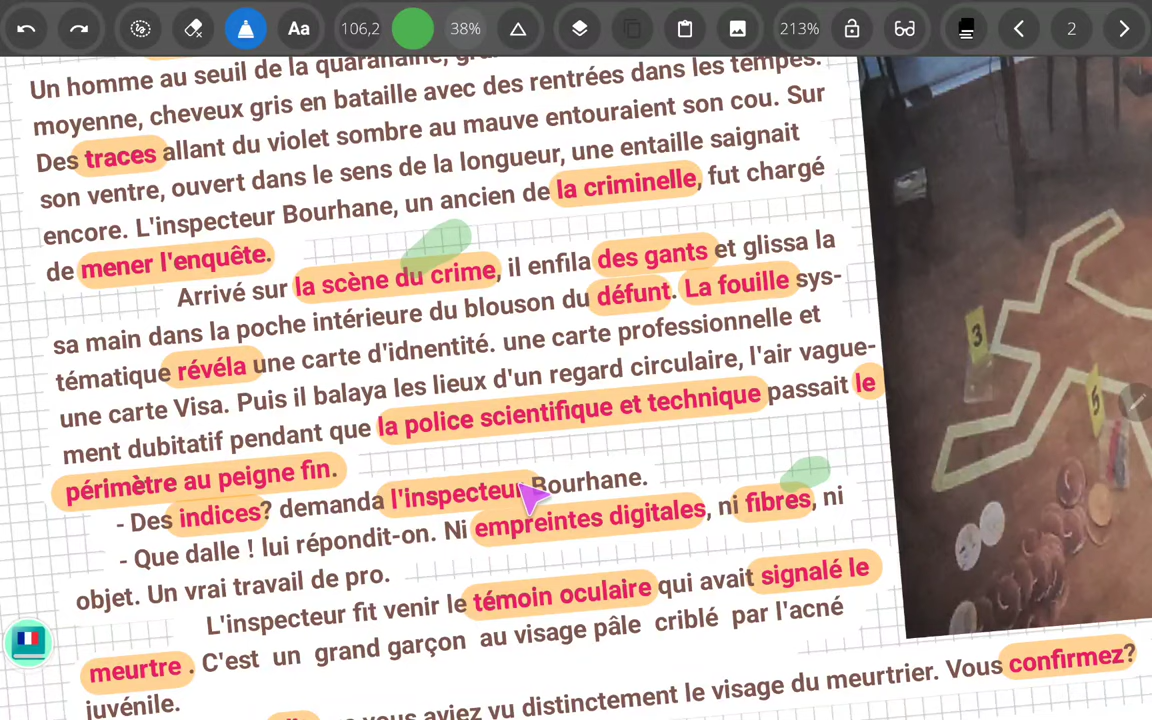 106,2
38%
213%
2
Aa
Un homme au seuil de la quarantaine,
moyenne, cheveux gris en bataille avec des rentrées dans les tempes.
Des traces allant du violet sombre au mauve entouraient son cou. Sur
son ventre, ouvert dans le sens de la longueur, une entaille saignait
encore. L'inspecteur Bourhane, un ancien de la criminelle, fut chargé
de mener l'enquête.
Arrivé sur la scène du crime, il enfila des gants et glissa la
sa main dans la poche intérieure du blouson du défunt. La fouille sys-
tématique révéla une carte d'idnentité. une carte professionnelle et
une carte Visa. Puis il balaya les lieux d'un regard circulaire, l'air vague-
ment dubitatif pendant que la police scientifique et technique passait le
périmètre au peigne fin.
- Des indices? demanda l'inspecteur Bourhane.
- Que dalle ! lui répondit-on. Ni empreintes digitales, ni fibres, ni
objet. Un vrai travail de pro.
L'inspecteur fit venir le témoin oculaire qui avait signalé le
meurtre . C'est un grand garçon au visage pâle criblé par l'acné
juvénile.
vous aviez vu distinctement le visage du meurtrier. Vous confirmez?
3
5